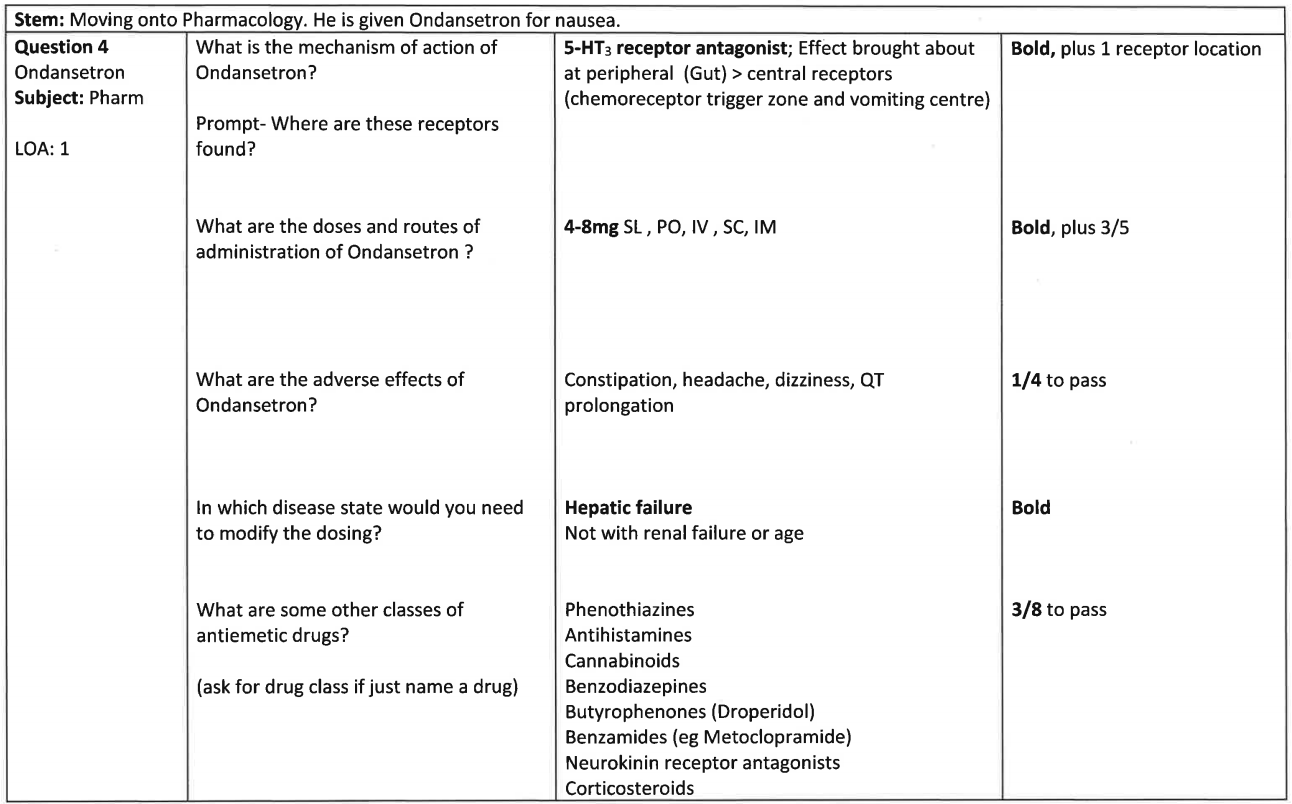 Stem: Moving onto Pharmacology. He is given Ondansetron for nausea.
Question 4
Ondansetron
Subject: Pharm
LOA: 1
What is the mechanism of action of
Ondansetron?
Prompt- Where are these receptors
found?
5-HT₃ receptor antagonist; Effect brought about
at peripheral (Gut) > central receptors
(chemoreceptor trigger zone and vomiting centre)
Bold, plus 1 receptor location
What are the doses and routes of
administration of Ondansetron ?
4-8mg SL , PO, IV , SC, IM
Bold, plus 3/5
What are the adverse effects of
Ondansetron?
Constipation, headache, dizziness, QT
prolongation
1/4 to pass
In which disease state would you need
to modify the dosing?
Hepatic failure
Not with renal failure or age
Bold
What are some other classes of
antiemetic drugs?
(ask for drug class if just name a drug)
Phenothiazines
Antihistamines
Cannabinoids
Benzodiazepines
Butyrophenones (Droperidol)
Benzamides (eg Metoclopramide)
Neurokinin receptor antagonists
Corticosteroids
3/8 to pass